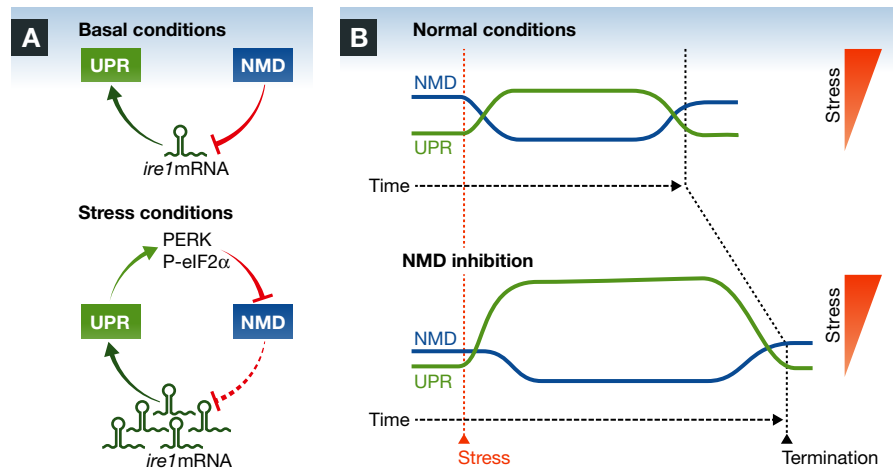 A
Basal conditions
UPR
NMD
ire1mRNA
Stress conditions
PERK
P-eIF2α
UPR
NMD
ire1mRNA
B
Normal conditions
NMD
UPR
Time
Stress
NMD inhibition
NMD
UPR
Time
Stress
Stress
Termination